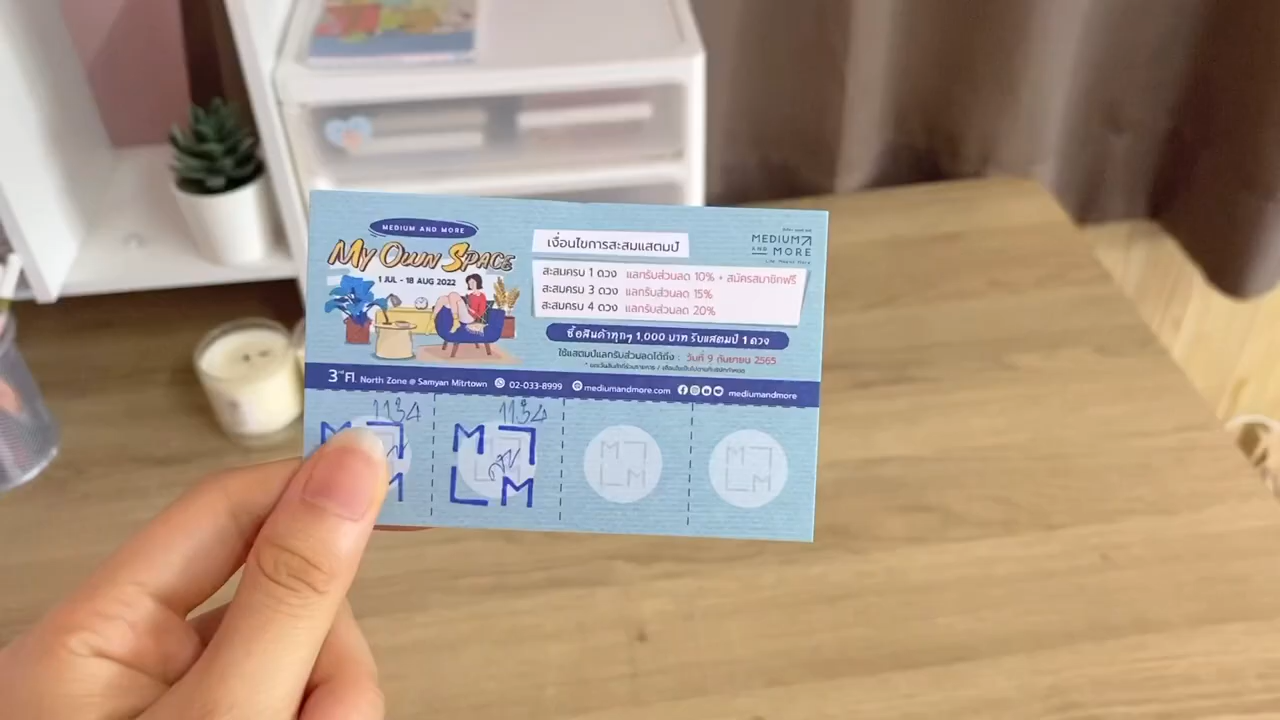 MEDIUM AND MORE
MY OWN SPACE
1 JUL - 18 AUG 2022
เงื่อนไขการสะสมแสตมป์
MEDIUM
AND MORE
สะสมครบ 1 ดวง แลกรับส่วนลด 10% + สมัครสมาชิกฟรี
สะสมครบ 3 ดวง แลกรับส่วนลด 15%
สะสมครบ 4 ดวง แลกรับส่วนลด 20%
ซื้อสินค้าทุกๆ 1,000 บาท รับแสตมป์ 1 ดวง
ใช้แสตมป์แลกรับส่วนลดได้ถึง : วันที่ 9 กันยายน 2565
3rd Fl. North Zone @ Samyan Mitrtown 02-033-8999 mediumandmore.com mediumandmore
1134 1134
M M
M M
M M
M M